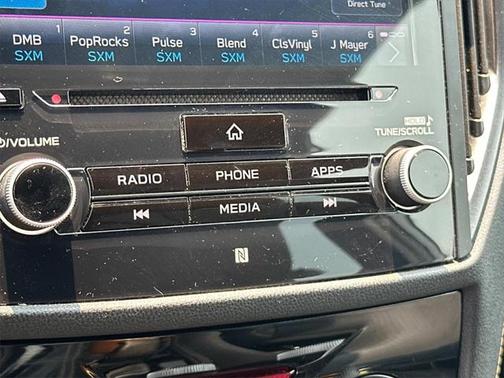 Direct Tune
1 2 3 4 5 6
DMB PopRocks Pulse Blend ClsVinyl J Mayer
SXM SXM SXM SXM SXM SXM
/VOLUME
HOLD
TUNE/SCROLL
RADIO PHONE APPS
MEDIA
N